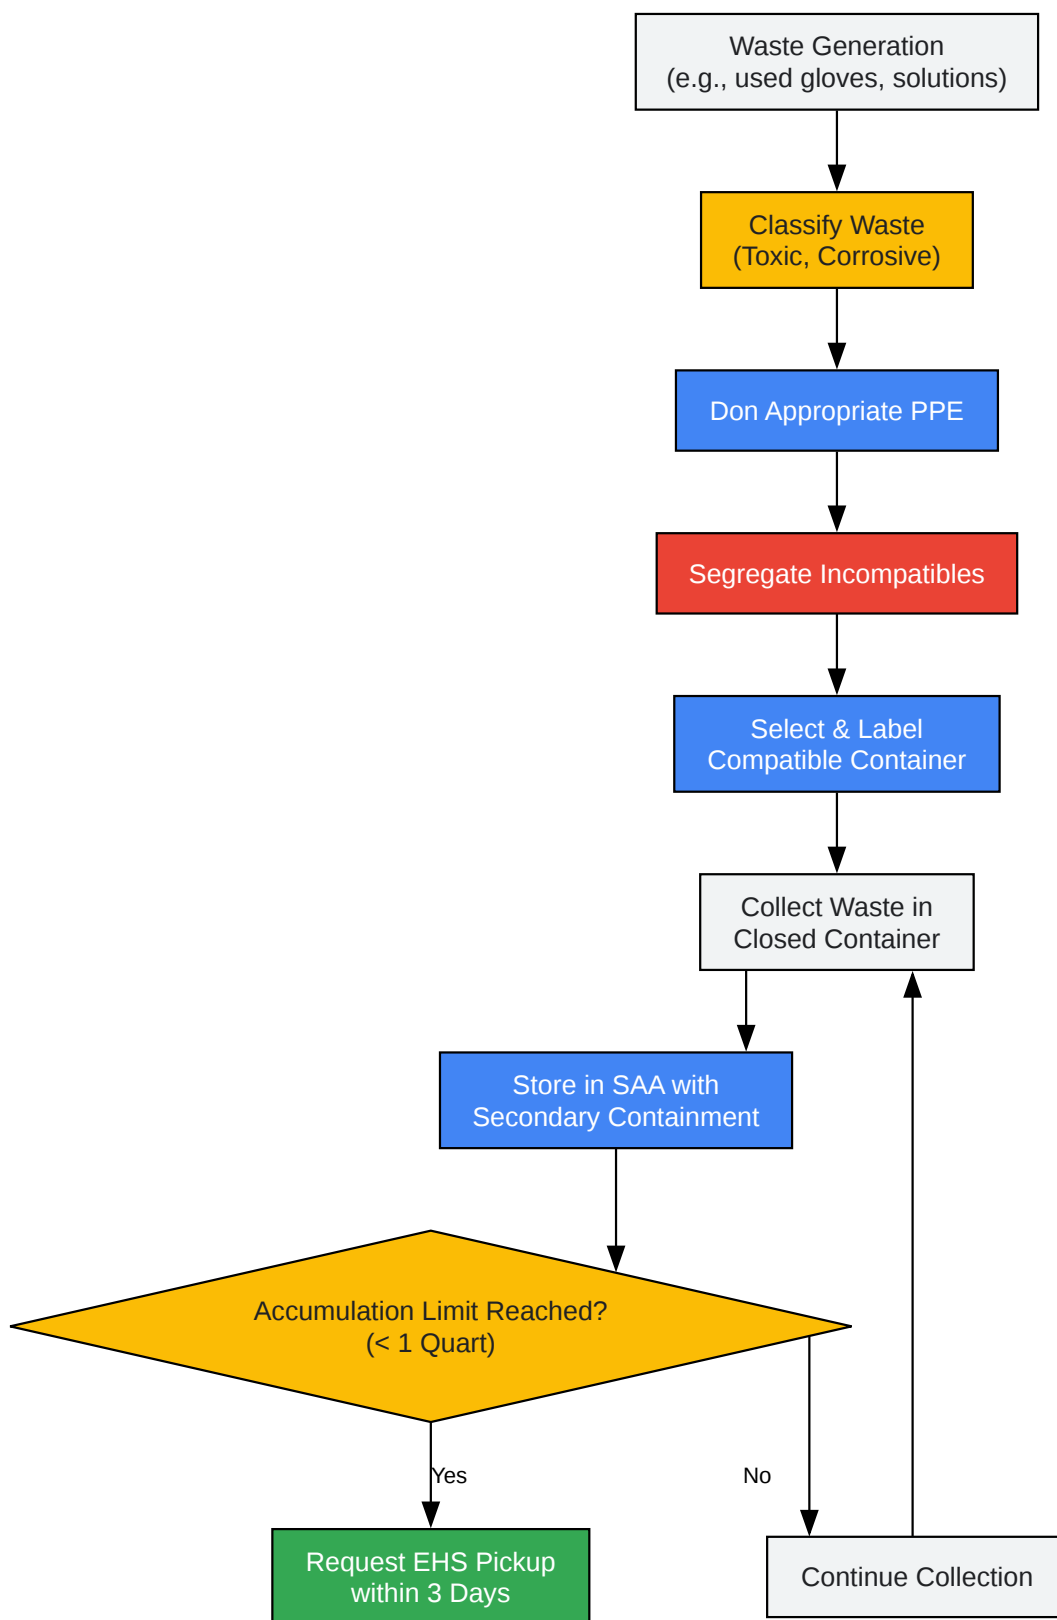 Waste Generation
(e.g., used gloves, solutions)
Classify Waste
(Toxic, Corrosive)
Don Appropriate PPE
Segregate Incompatibles
Select & Label
Compatible Container
Collect Waste in
Closed Container
Store in SAA with
Secondary Containment
Accumulation Limit Reached?
(< 1 Quart)
Yes
No
Request EHS Pickup
within 3 Days
Continue Collection